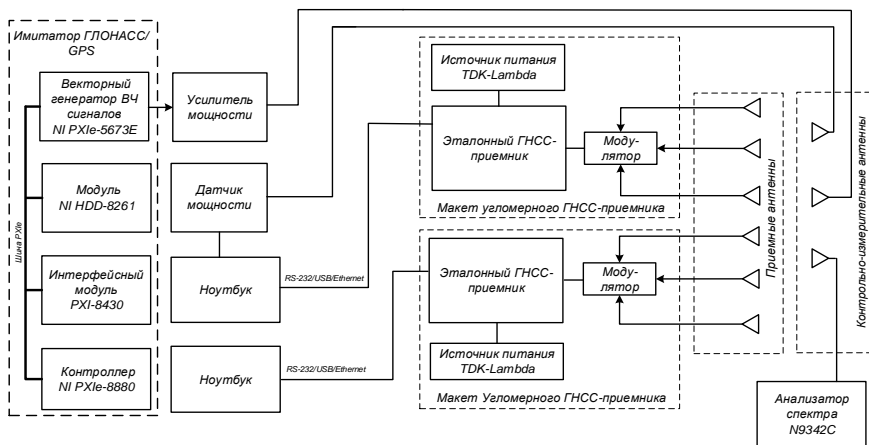 Имитатор ГЛОНАСС/
GPS
Векторный
генератор ВЧ
сигналов
NI PXIe-5673E
Модуль
NI HDD-8261
Интерфейсный
модуль
PXI-8430
Контроллер
NI PXIe-8880
Шина PXIe
Усилитель
мощности
Датчик
мощности
Ноутбук
Ноутбук
RS-232/USB/Ethernet
RS-232/USB/Ethernet
Источник питания
TDK-Lambda
Эталонный ГНСС-
приемник
Моду-
лятор
Макет угломерного ГНСС-приемника
Эталонный ГНСС-
приемник
Моду-
лятор
Источник питания
TDK-Lambda
Макет Угломерного ГНСС-приемника
Приемные антенны
Контрольно-измерительные антенны
Анализатор
спектра
N9342C